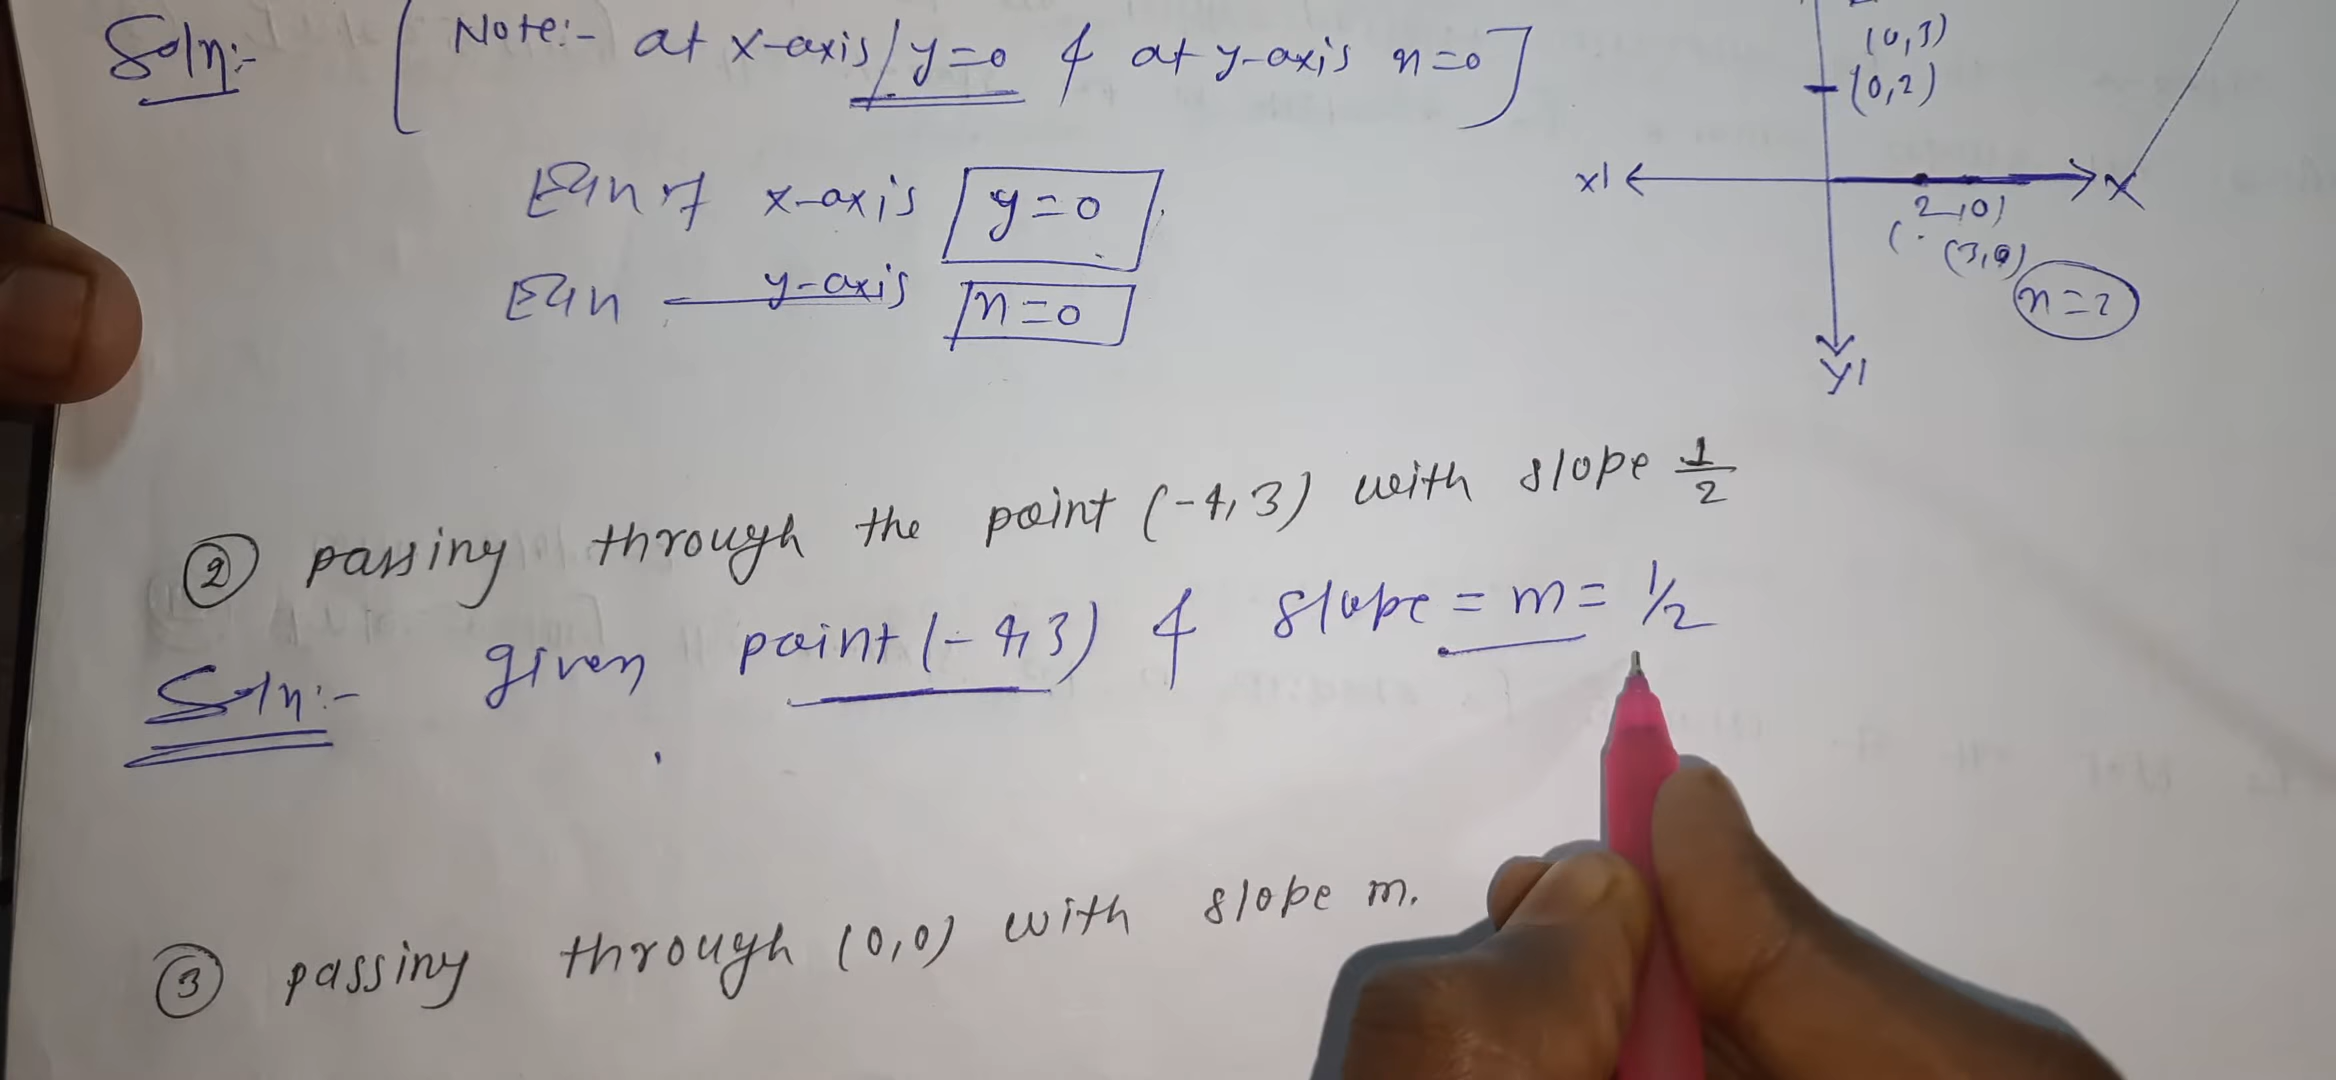 Soln:- [Note:- at x-axis/y=0 & at y-axis x=0]
Eqn of x-axis y=0
Eqn — y-axis x=0
(0,3)
(0,2)
x1 X
2,0)
(3,0)
x=2
y1
② passing through the point (-4,3) with slope 1/2
Soln:- given point (-4,3) & slope = m = 1/2
③ passing through (0,0) with slope m.